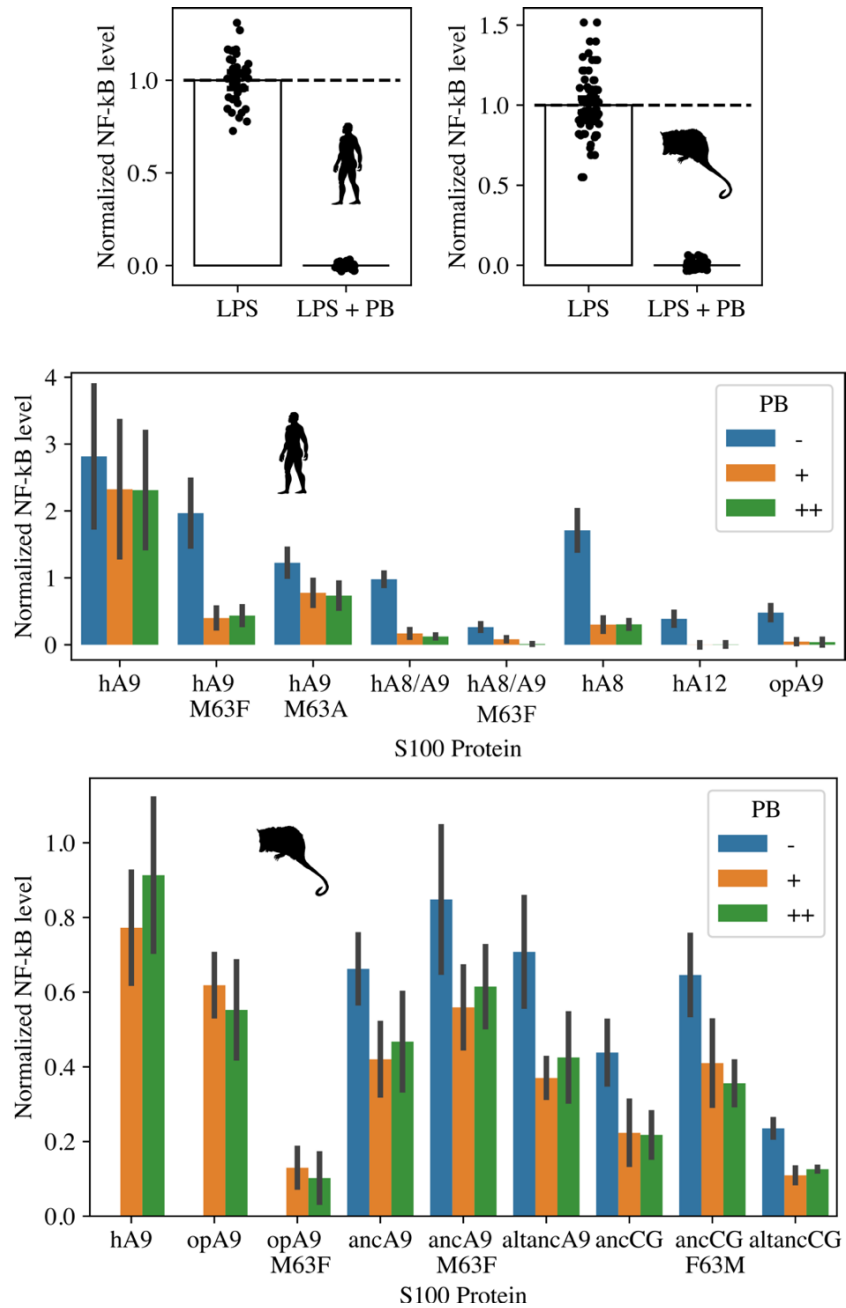 Normalized NF-kB level
1.0
0.5
0.0
LPS
LPS + PB
Normalized NF-kB level
1.5
1.0
0.5
0.0
LPS
LPS + PB
Normalized NF-kB level
4
3
2
1
0
PB
-
+
++
hA9
hA9
M63F
hA9
M63A
hA8/A9
hA8/A9
M63F
hA8
hA12
opA9
S100 Protein
Normalized NF-kB level
1.0
0.8
0.6
0.4
0.2
0.0
PB
-
+
++
hA9
opA9
opA9
M63F
ancA9
ancA9
M63F
altancA9
ancCG
ancCG
F63M
altancCG
S100 Protein